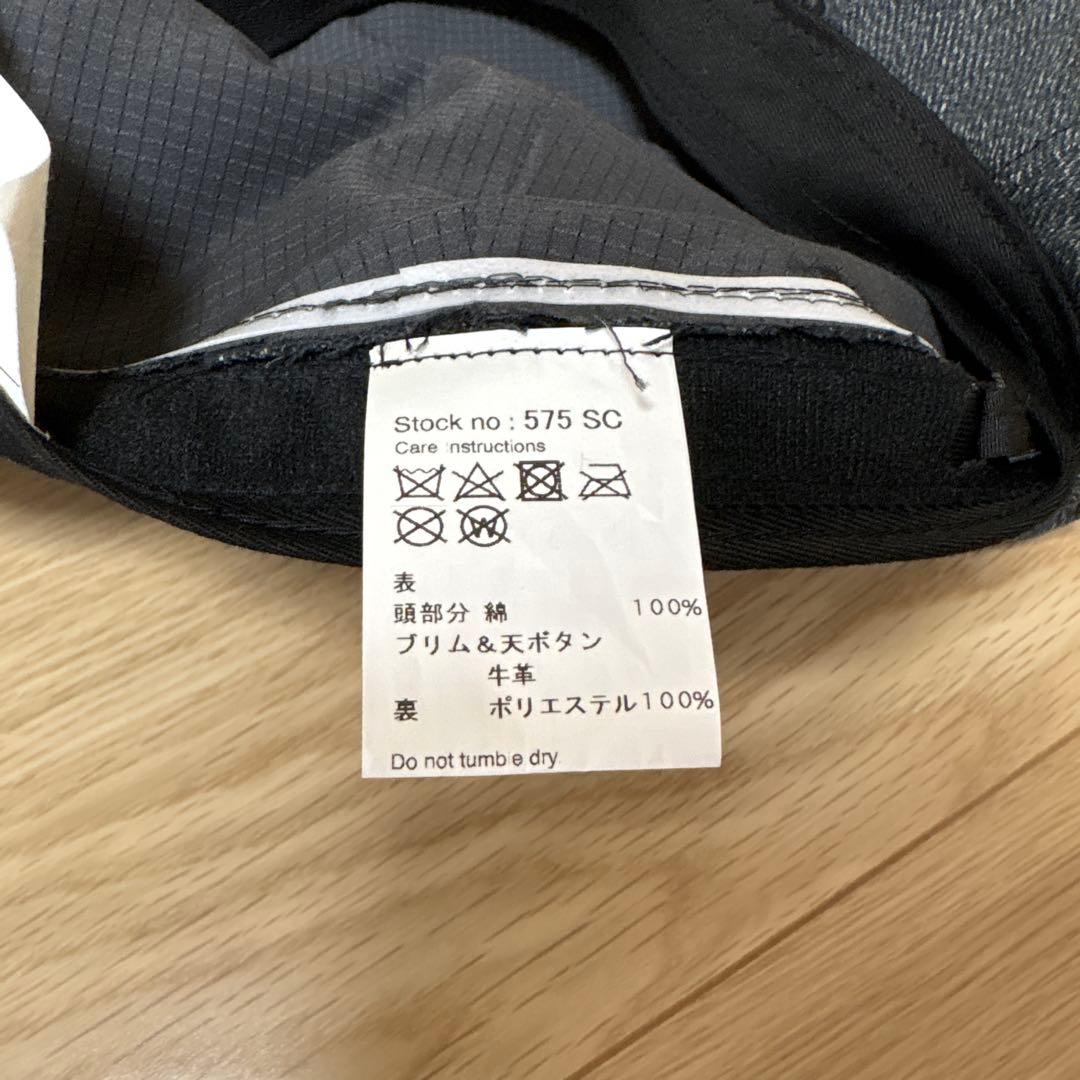 Stock no : 575 SC
Care instructions
W
表
頭部分 綿 100%
ブリム&天ボタン
牛革
裏 ポリエステル100%
Do not tumble dry